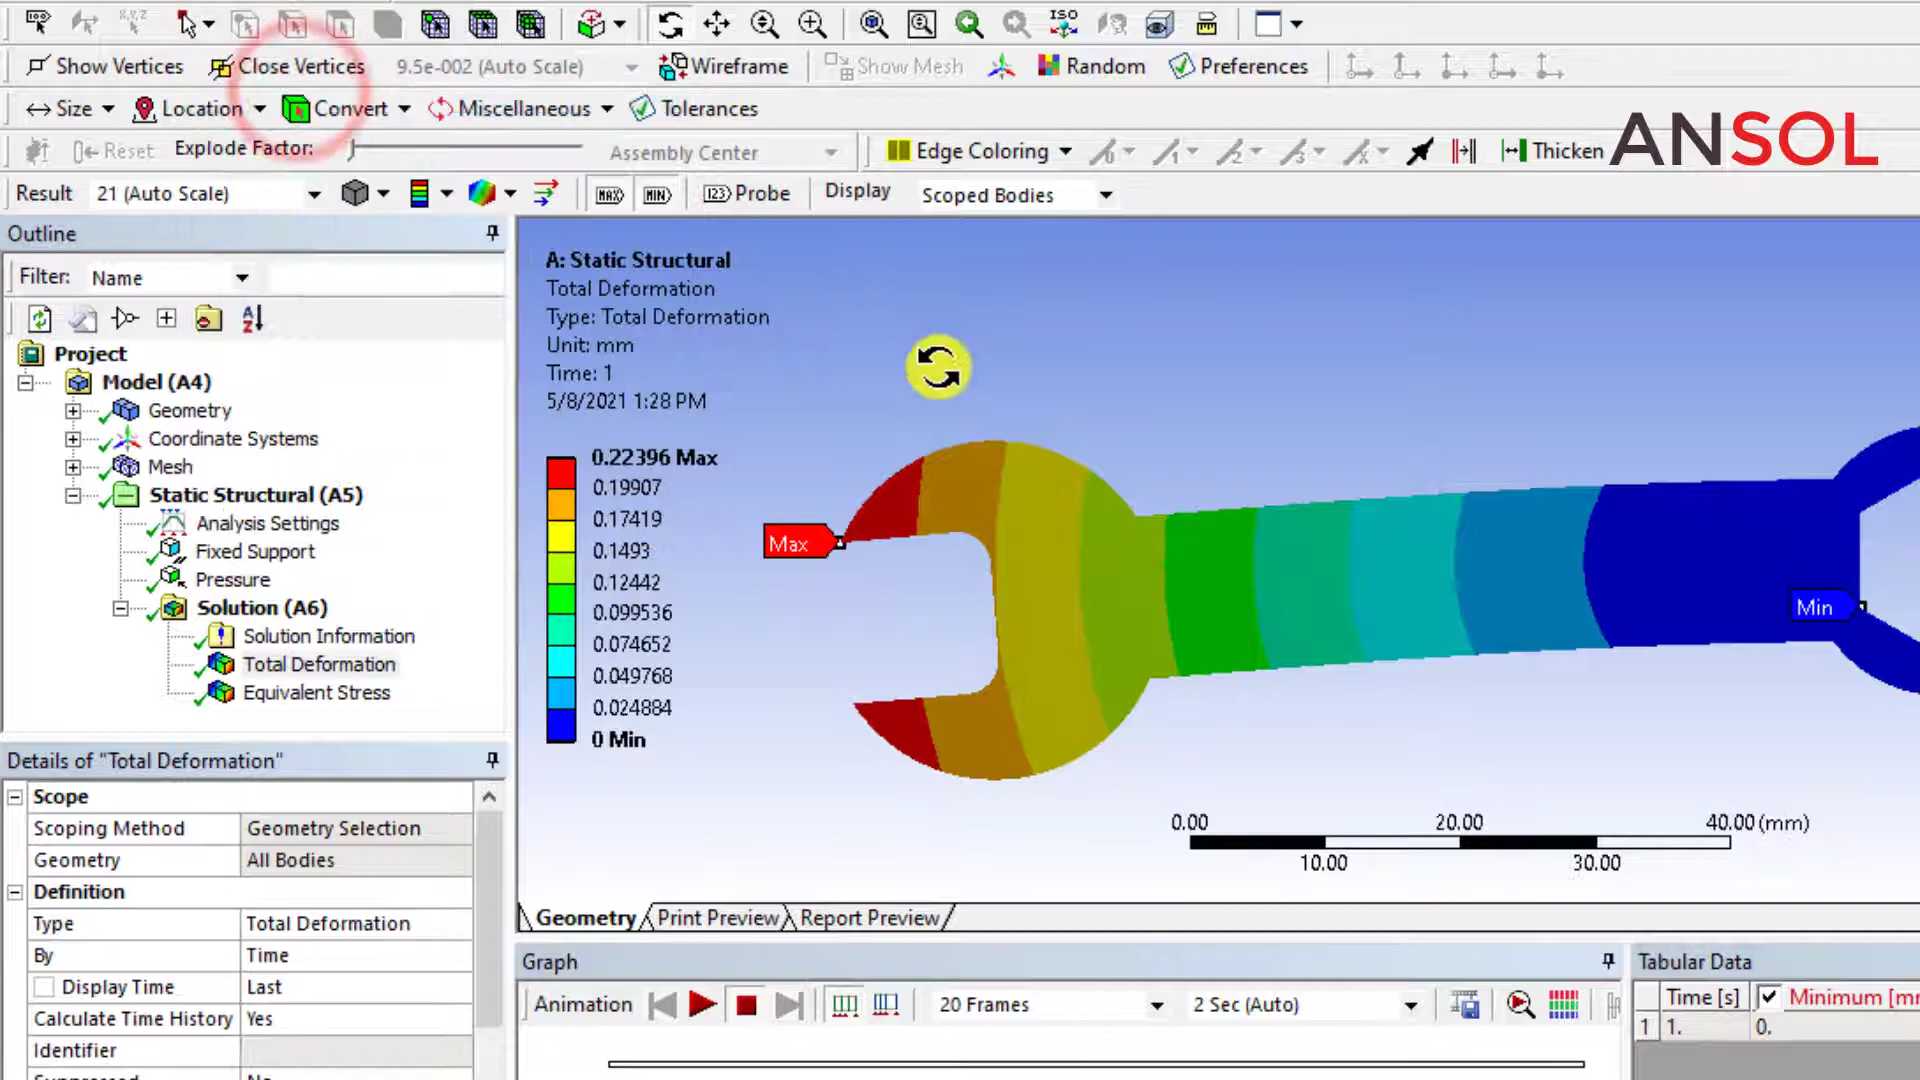 Show Vertices
Close Vertices
9.5e-002 (Auto Scale)
Wireframe
Show Mesh
Random
Preferences
Size
Location
Convert
Miscellaneous
Tolerances
ANSOL
Reset
Explode Factor:
Assembly Center
Edge Coloring
Thicken
Result
21 (Auto Scale)
MAX
MIN
Probe
Display
Scoped Bodies
Outline
Filter:
Name
Project
Model (A4)
Geometry
Coordinate Systems
Mesh
Static Structural (A5)
Analysis Settings
Fixed Support
Pressure
Solution (A6)
Solution Information
Total Deformation
Equivalent Stress
A: Static Structural
Total Deformation
Type: Total Deformation
Unit: mm
Time: 1
5/8/2021 1:28 PM
0.22396 Max
0.19907
0.17419
0.1493
0.12442
0.099536
0.074652
0.049768
0.024884
0 Min
Max
Min
0.00
20.00
40.00 (mm)
10.00
30.00
Geometry
Print Preview
Report Preview
Details of "Total Deformation"
Scope
Scoping Method
Geometry Selection
Geometry
All Bodies
Definition
Type
Total Deformation
By
Time
Display Time
Last
Calculate Time History
Yes
Identifier
Graph
Animation
20 Frames
2 Sec (Auto)
Tabular Data
Time [s]
Minimum [m
1
1.
0.